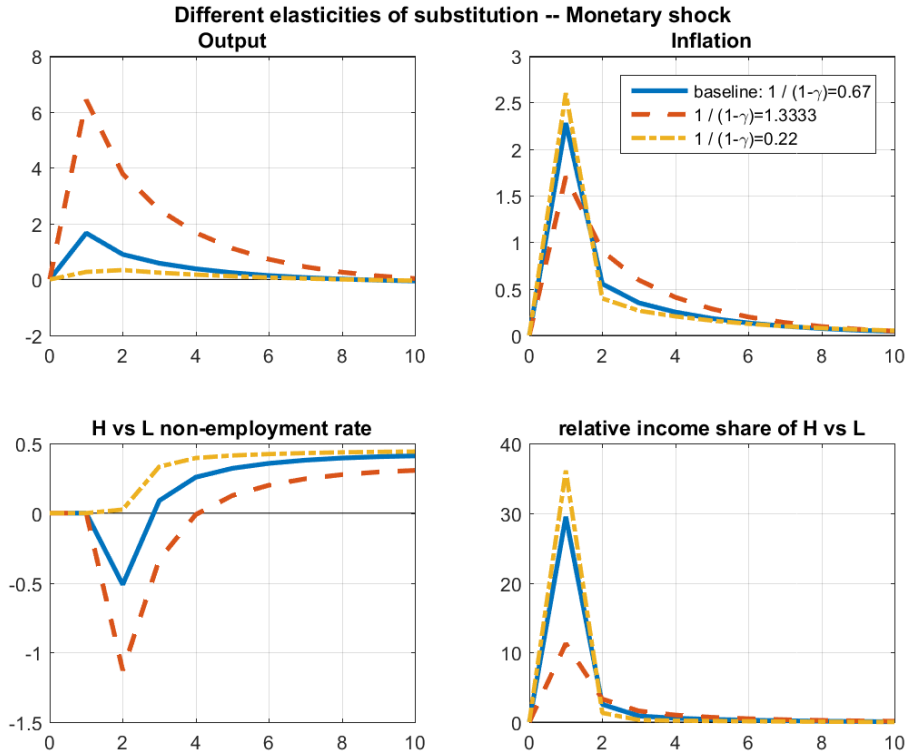 Different elasticities of substitution -- Monetary shock
Output
8
6
4
2
0
-2
0 2 4 6 8 10
Inflation
3
2.5
2
1.5
1
0.5
0
0 2 4 6 8 10
baseline: 1 / (1-γ)=0.67
1 / (1-γ)=1.3333
1 / (1-γ)=0.22
H vs L non-employment rate
0.5
0
-0.5
-1
-1.5
0 2 4 6 8 10
relative income share of H vs L
40
30
20
10
0
0 2 4 6 8 10